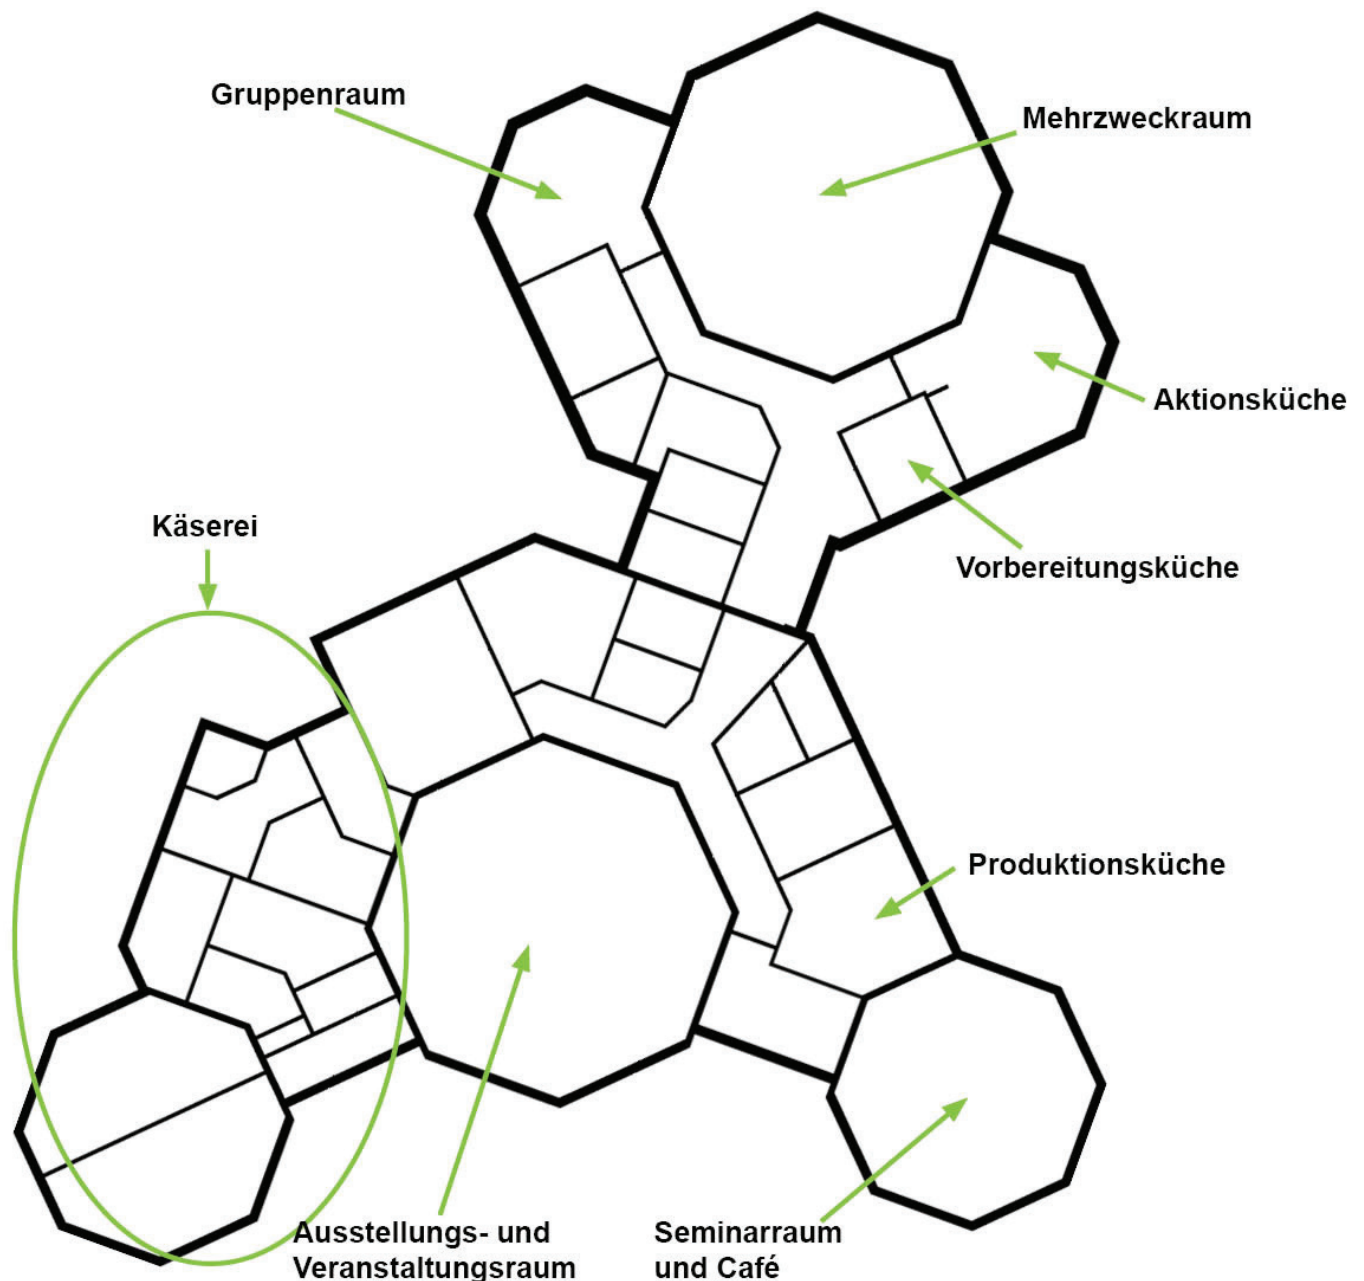 Gruppenraum
Mehrzweckraum
Aktionsküche
Käserei
Vorbereitungsküche
Produktionsküche
Ausstellungs- und
Veranstaltungsraum
Seminarraum
und Café